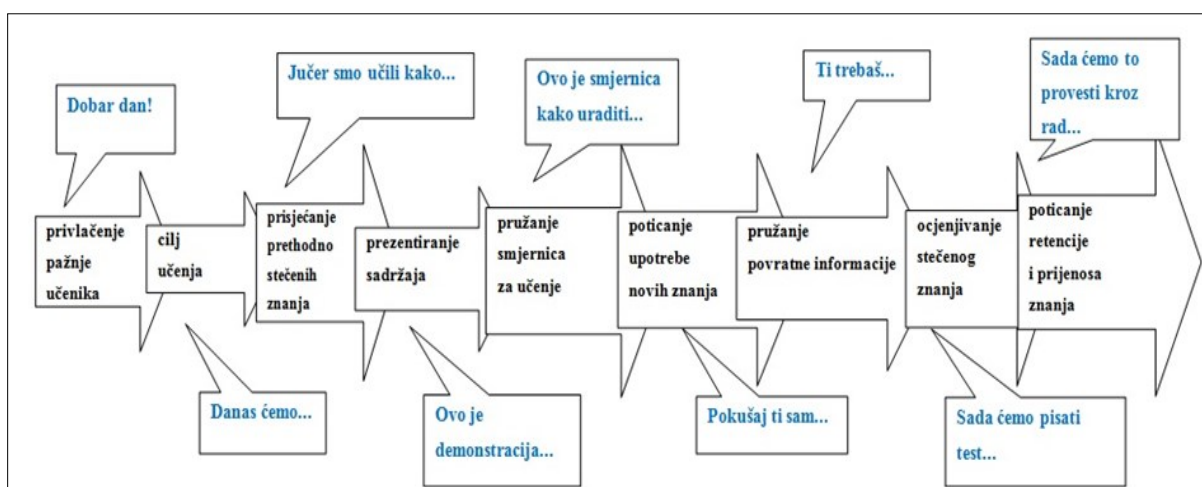 Dobar dan!
Jučer smo učili kako...
Ovo je smjernica
kako uraditi...
Ti trebaš...
Sada ćemo to
provesti kroz
rad...
privlačenje
pažnje
učenika
cilj
učenja
prisjećanje
prethodno
stečenih
znanja
prezentiranje
sadržaja
pružanje
smjernica
za učenje
poticanje
upotrebe
novih znanja
pružanje
povratne informacije
ocjenjivanje
stečenog
znanja
poticanje
retencije
i prijenosa
znanja
Danas ćemo...
Ovo je
demonstracija...
Pokušaj ti sam...
Sada ćemo pisati
test...